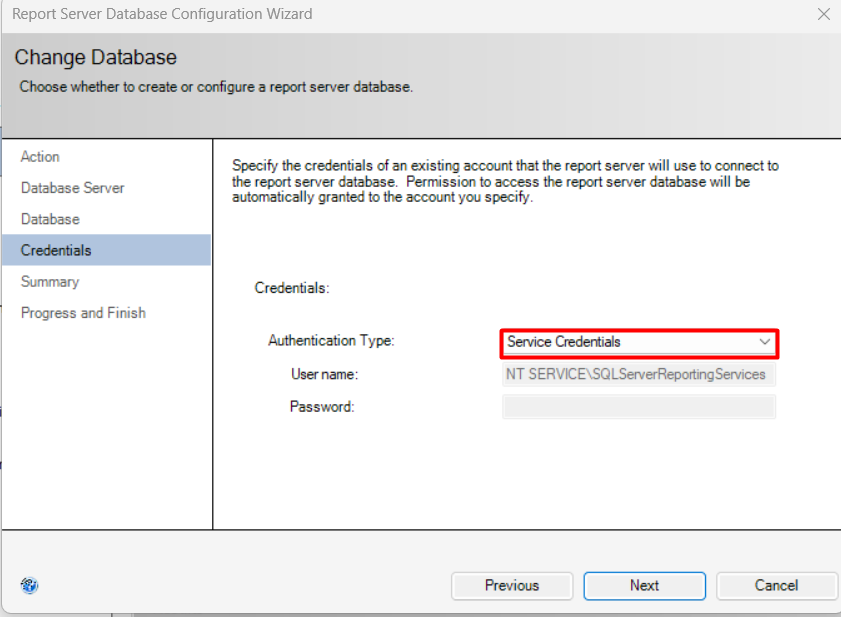 Report Server Database Configuration Wizard
Change Database
Choose whether to create or configure a report server database.
Action
Database Server
Database
Credentials
Summary
Progress and Finish
Specify the credentials of an existing account that the report server will use to connect to
the report server database.  Permission to access the report server database will be
automatically granted to the account you specify.
Credentials:
Authentication Type:
Service Credentials
User name:
NT SERVICE\SQLServerReportingServices
Password:
Previous
Next
Cancel